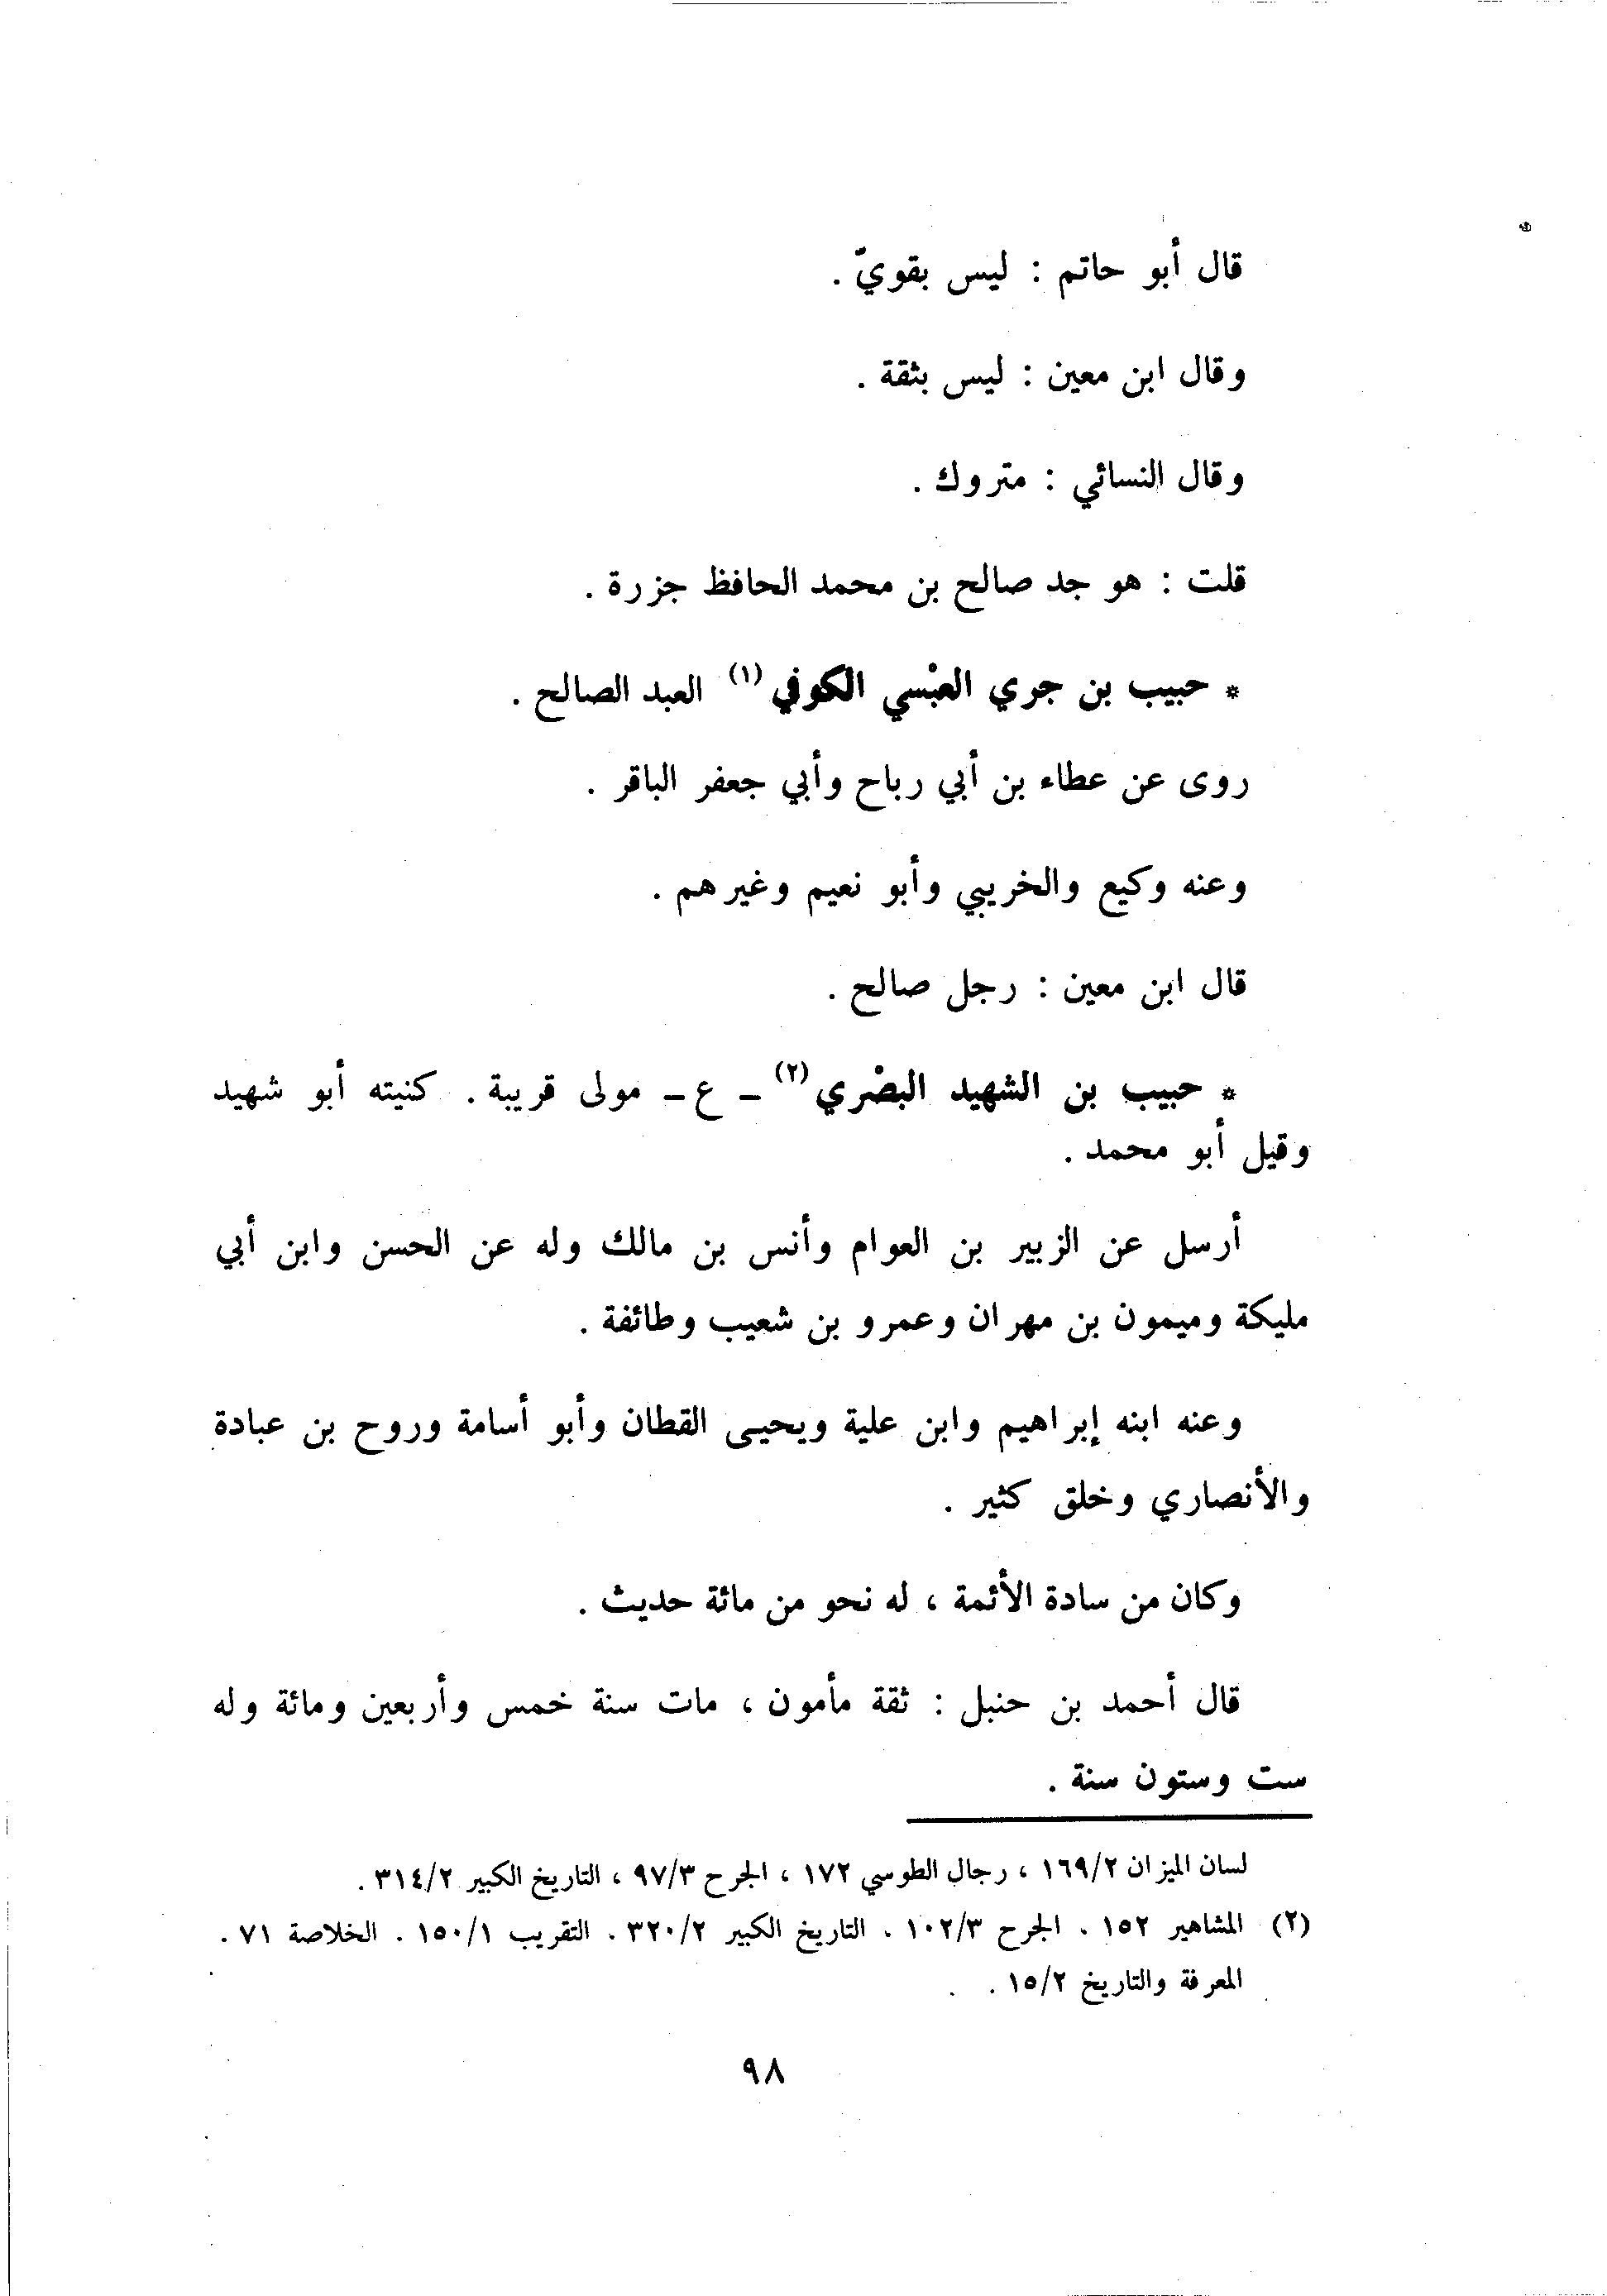 قال أبو حاتم : ليس بقويّ .
وقال ابن معين : ليس بثقة .
وقال النسائي : متروك .
قلت : هو جد صالح بن محمد الحافظ جزرة .
* حبيب بن جري العبْسي الكوفي (١) العبد الصالح .
روى عن عطاء بن أبي رباح وأبي جعفر الباقر .
وعنه وكيع والخريبي وأبو نعيم وغيرهم .
قال ابن معين : رجل صالح .
* حبيب بن الشهيد البصْري (٢) ـ ع ـ مولى قريبة . كنيته أبو شهيد
وقيل أبو محمد .
أرسل عن الزبير بن العوام وأنس بن مالك وله عن الحسن وابن أبي
مليكة وميمون بن مهران وعمرو بن شعيب وطائفة .
وعنه ابنه إبراهيم وابن علية ويحيى القطان وأبو أسامة وروح بن عبادة
والأنصاري وخلق كثير .
وكان من سادة الأئمة ، له نحو من مائة حديث .
قال أحمد بن حنبل : ثقة مأمون ، مات سنة خمس وأربعين ومائة وله
ست وستون سنة .
لسان الميزان ١٦٩/٢ ، رجال الطوسي ١٧٢ ، الجرح ٩٧/٣ ، التاريخ الكبير ٣١٤/٢ .
(٢) المشاهير ١٥٢ . الجرح ١٠٢/٣ . التاريخ الكبير ٣٢٠/٢ . التقريب ١٥٠/١ . الخلاصة ٧١ .
المعرفة والتاريخ ١٥/٢ .
٩٨